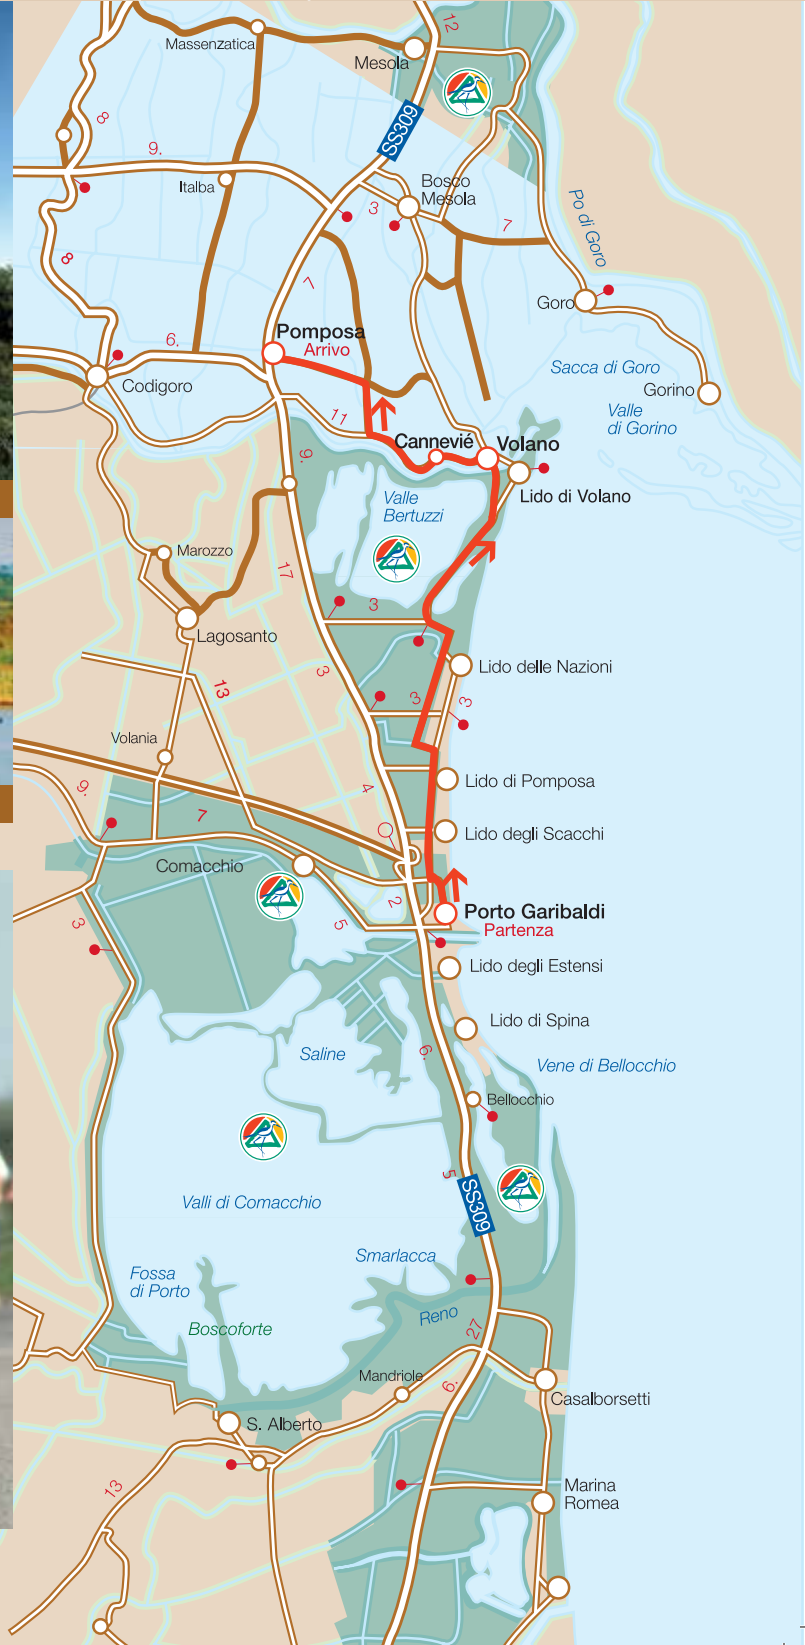 12
Massenzatica
Mesola
8
SS309
9.
Italba
Bosco
Mesola
3
7
Po di Goro
8
7
Goro
Pomposa
Arrivo
6.
Sacca di Goro
Codigoro
Gorino
Valle
di Gorino
11
Cannevié
Volano
9.
Lido di Volano
Valle
Bertuzzi
Marozzo
17
3
Lagosanto
Lido delle Nazioni
3
13
3
3
Volania
Lido di Pomposa
9.
4
7
Lido degli Scacchi
Comacchio
2
Porto Garibaldi
Partenza
3
5
Lido degli Estensi
Lido di Spina
Saline
6.
Vene di Bellocchio
Bellocchio
5
Valli di Comacchio
SS309
Smarlacca
Fossa
di Porto
Reno
Boscoforte
27
Mandriole
6.
Casalborsetti
S. Alberto
13
Marina
Romea